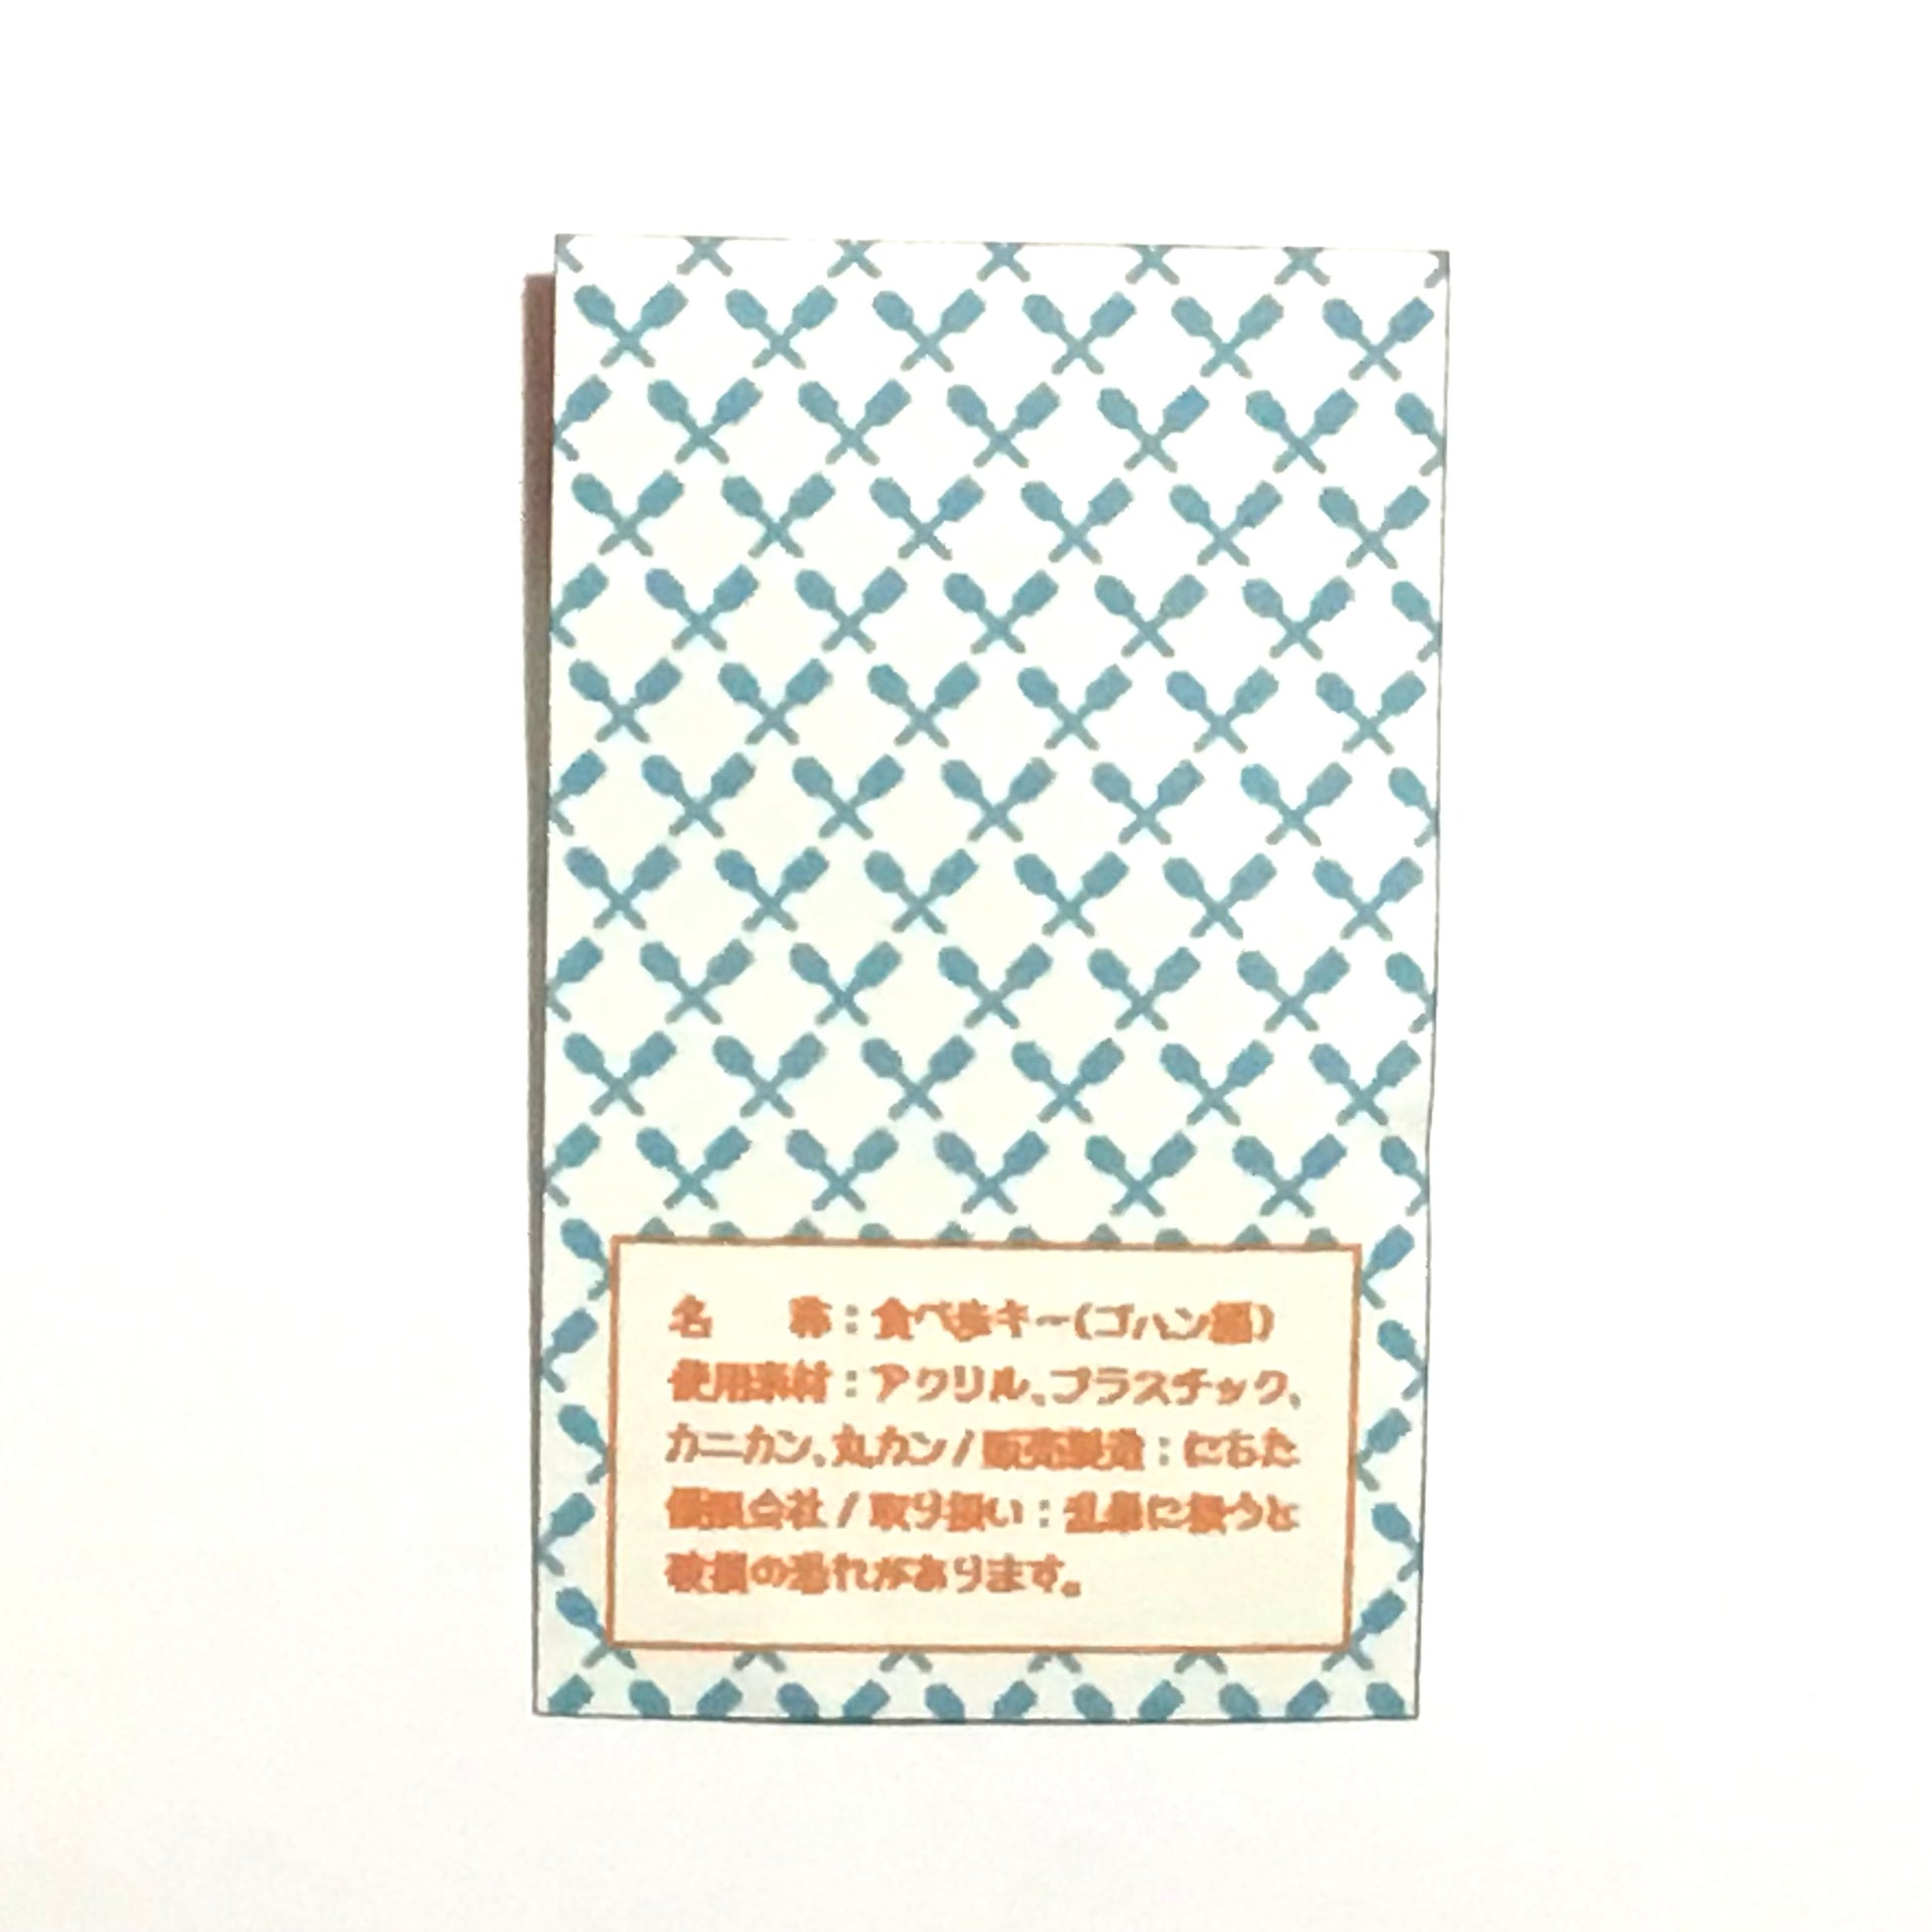 名　称：食べ歩キー(ゴハン編)
使用素材：アクリル、プラスチック、
カニカン、丸カン/販売製造：にもた
会社/取り扱い：乱暴に扱うと
破損の恐れがあります。